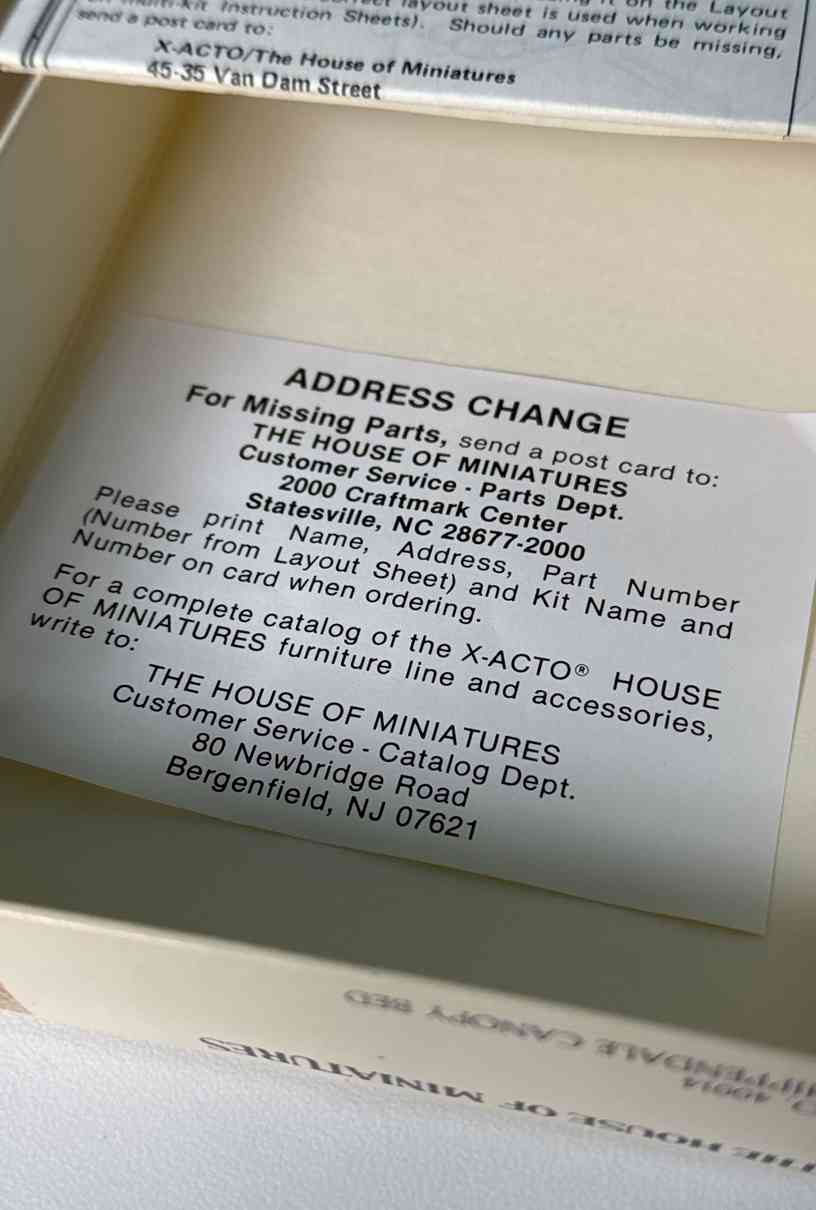 layout sheet is used when working
Instruction Sheets). Should any parts be missing,
send a post card to:
X-ACTO/The House of Miniatures
45-35 Van Dam Street
ADDRESS CHANGE
For Missing Parts, send a post card to:
THE HOUSE OF MINIATURES
Customer Service - Parts Dept.
2000 Craftmark Center
Statesville, NC 28677-2000
Please print Name, Address, Part Number
(Number from Layout Sheet) and Kit Name and
Number on card when ordering.
For a complete catalog of the X-ACTO® HOUSE
OF MINIATURES furniture line and accessories,
write to:
THE HOUSE OF MINIATURES
Customer Service - Catalog Dept.
80 Newbridge Road
Bergenfield, NJ 07621
THE HOUSE OF MINIATURES
40014
CHIPPENDALE CANOPY BED